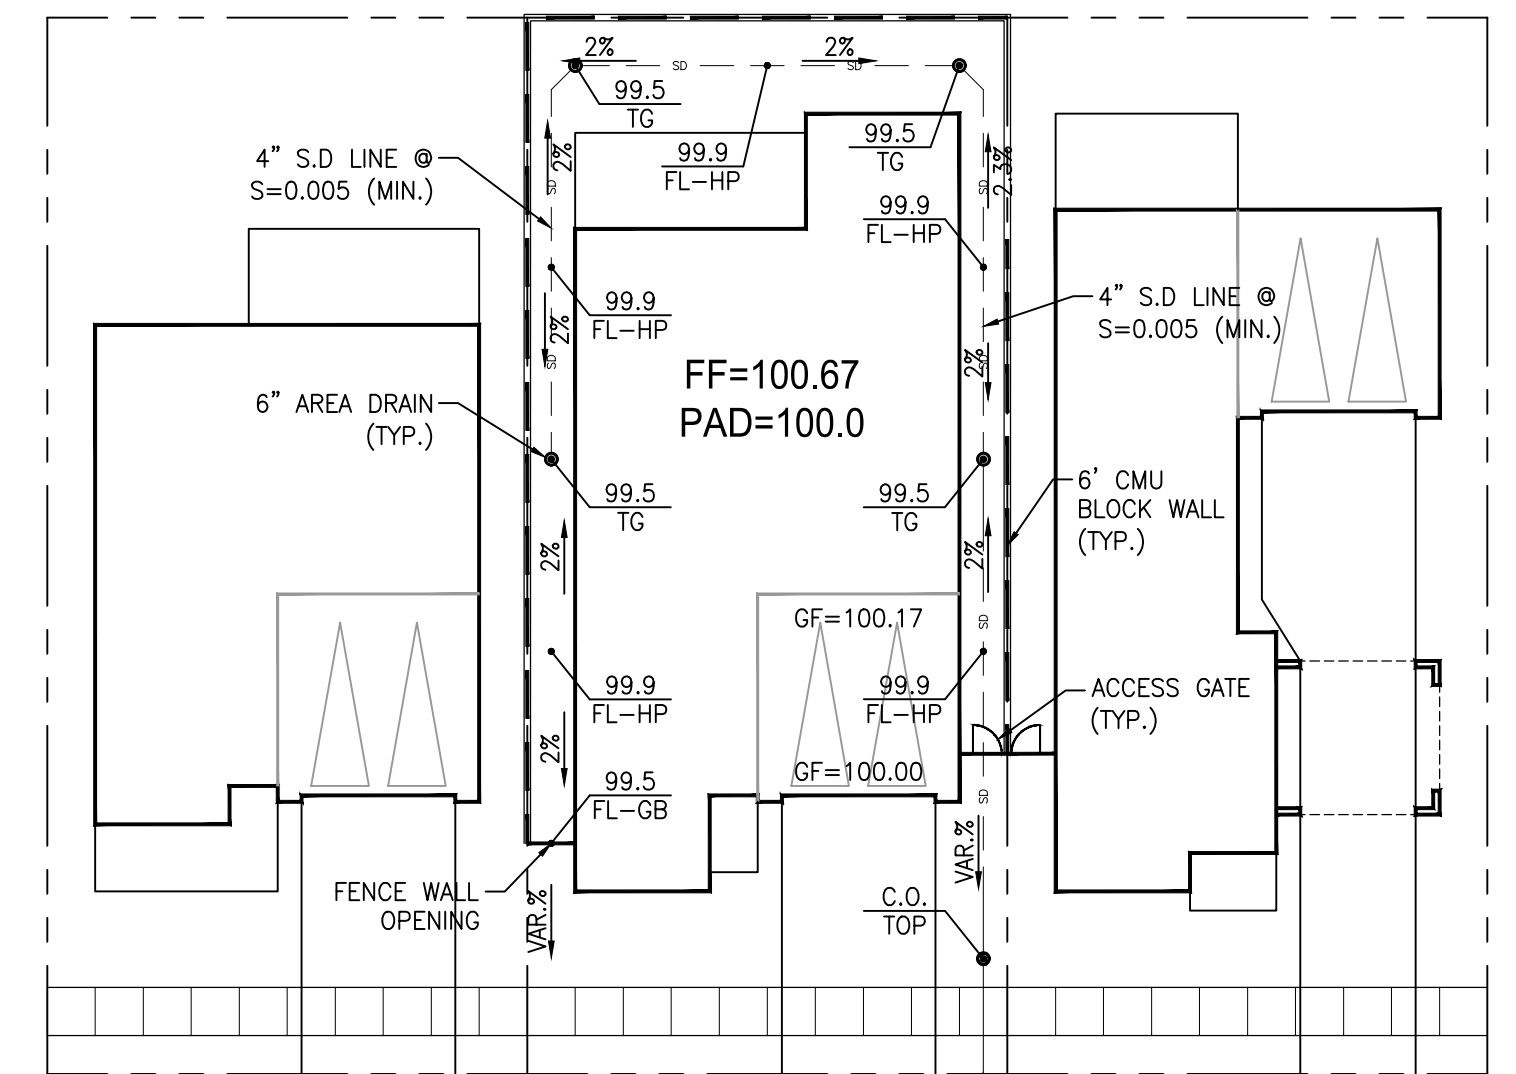 2%
SD
2%
SD
99.5
TG
99.5
TG
4” S.D LINE @
S=0.005 (MIN.)
2%
SD
99.9
FL-HP
SD
2.3%
99.9
FL-HP
99.9
FL-HP
2%
SD
4” S.D LINE @
S=0.005 (MIN.)
2%
SD
FF=100.67
PAD=100.0
6” AREA DRAIN
(TYP.)
99.5
TG
99.5
TG
6’ CMU
BLOCK WALL
(TYP.)
2%
2%
GF=100.17
SD
99.9
FL-HP
99.9
FL-HP
ACCESS GATE
(TYP.)
2%
GF=100.00
99.5
FL-GB
SD
VAR.%
FENCE WALL
OPENING
VAR.%
C.O.
TOP